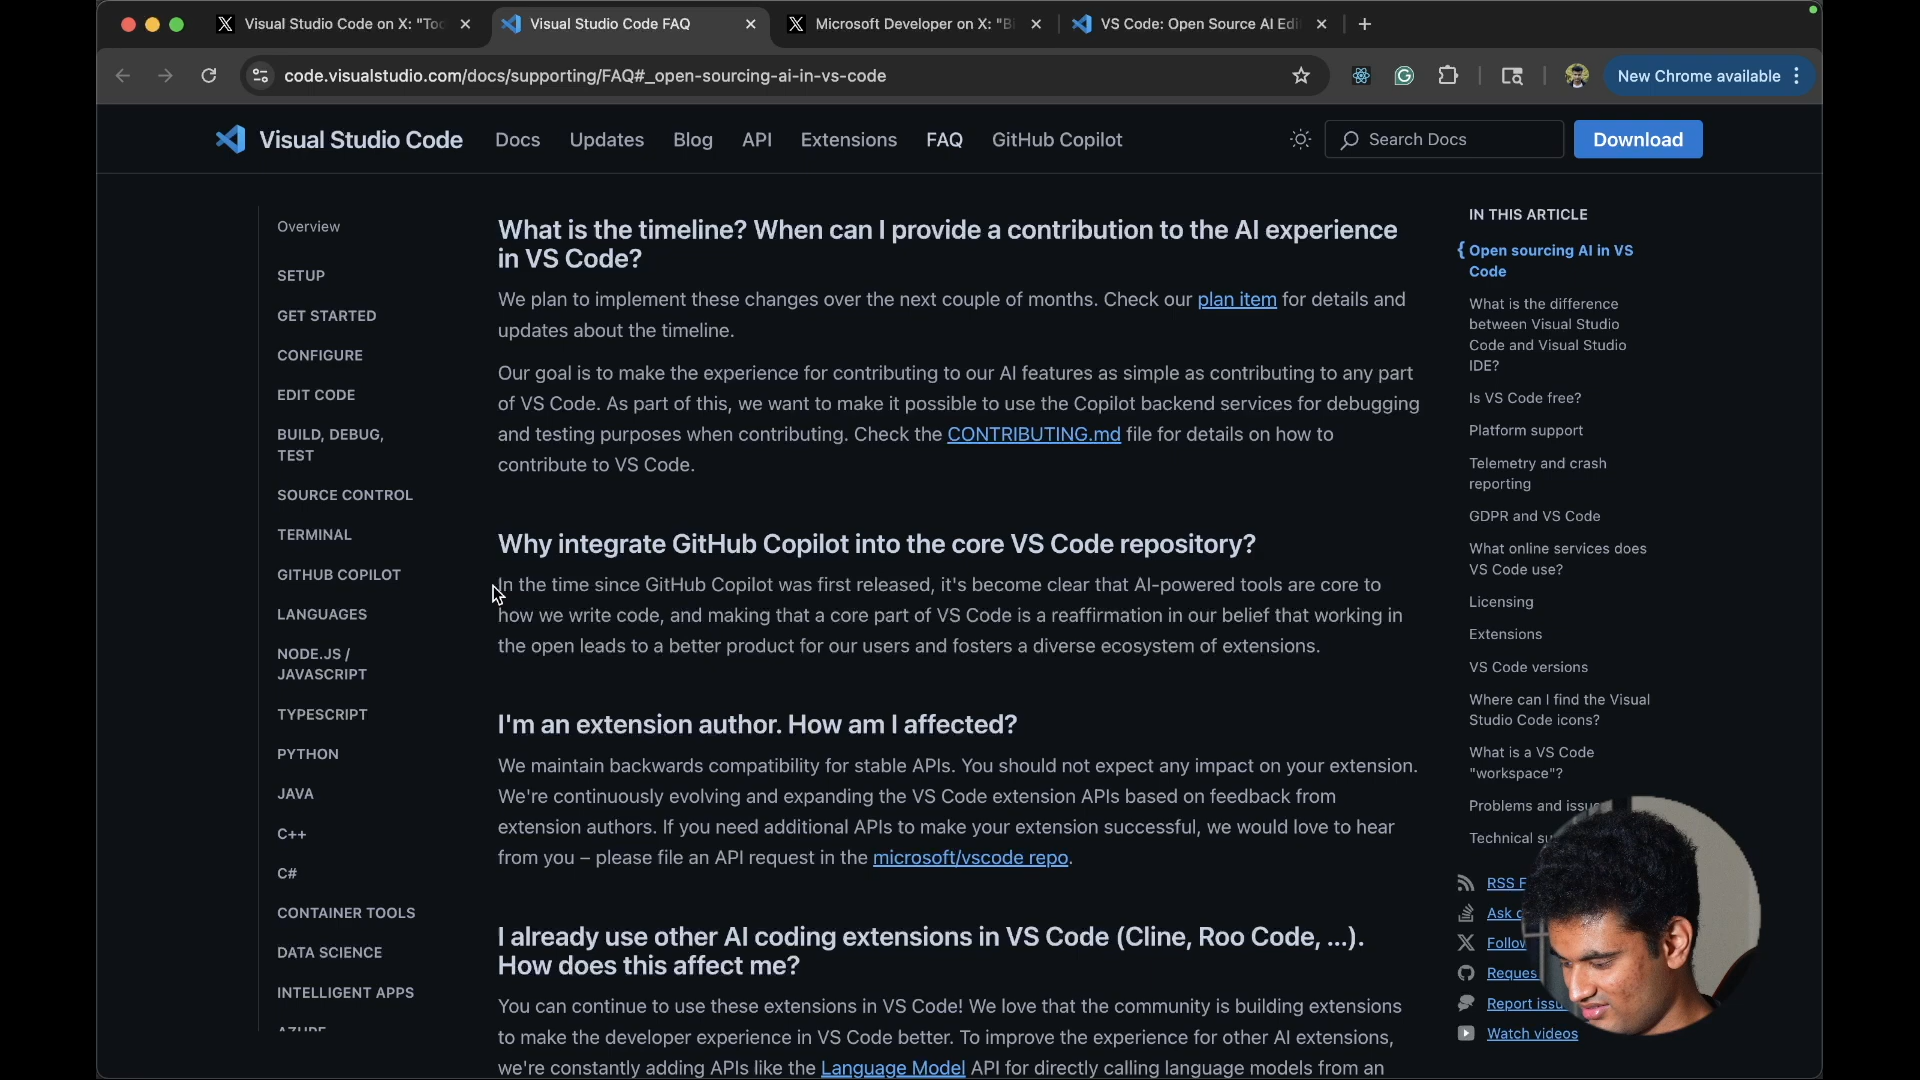 Visual Studio Code on X: "Too
Visual Studio Code FAQ
Microsoft Developer on X: "Bi
VS Code: Open Source AI Edi
code.visualstudio.com/docs/supporting/FAQ#_open-sourcing-ai-in-vs-code
New Chrome available
Visual Studio Code
Docs
Updates
Blog
API
Extensions
FAQ
GitHub Copilot
Search Docs
Download
Overview
SETUP
GET STARTED
CONFIGURE
EDIT CODE
BUILD, DEBUG,
TEST
SOURCE CONTROL
TERMINAL
GITHUB COPILOT
LANGUAGES
NODE.JS /
JAVASCRIPT
TYPESCRIPT
PYTHON
JAVA
C++
C#
CONTAINER TOOLS
DATA SCIENCE
INTELLIGENT APPS
AZURE
What is the timeline? When can I provide a contribution to the AI experience
in VS Code?
We plan to implement these changes over the next couple of months. Check our plan item for details and
updates about the timeline.
Our goal is to make the experience for contributing to our AI features as simple as contributing to any part
of VS Code. As part of this, we want to make it possible to use the Copilot backend services for debugging
and testing purposes when contributing. Check the CONTRIBUTING.md file for details on how to
contribute to VS Code.
Why integrate GitHub Copilot into the core VS Code repository?
In the time since GitHub Copilot was first released, it's become clear that AI-powered tools are core to
how we write code, and making that a core part of VS Code is a reaffirmation in our belief that working in
the open leads to a better product for our users and fosters a diverse ecosystem of extensions.
I'm an extension author. How am I affected?
We maintain backwards compatibility for stable APIs. You should not expect any impact on your extension.
We're continuously evolving and expanding the VS Code extension APIs based on feedback from
extension authors. If you need additional APIs to make your extension successful, we would love to hear
from you – please file an API request in the microsoft/vscode repo.
I already use other AI coding extensions in VS Code (Cline, Roo Code, ...).
How does this affect me?
You can continue to use these extensions in VS Code! We love that the community is building extensions
to make the developer experience in VS Code better. To improve the experience for other AI extensions,
we're constantly adding APIs like the Language Model API for directly calling language models from an
IN THIS ARTICLE
Open sourcing AI in VS
Code
What is the difference
between Visual Studio
Code and Visual Studio
IDE?
Is VS Code free?
Platform support
Telemetry and crash
reporting
GDPR and VS Code
What online services does
VS Code use?
Licensing
Extensions
VS Code versions
Where can I find the Visual
Studio Code icons?
What is a VS Code
"workspace"?
Problems and issu
Technical su
RSS F
Ask
Follow
Reques
Report issu
Watch videos